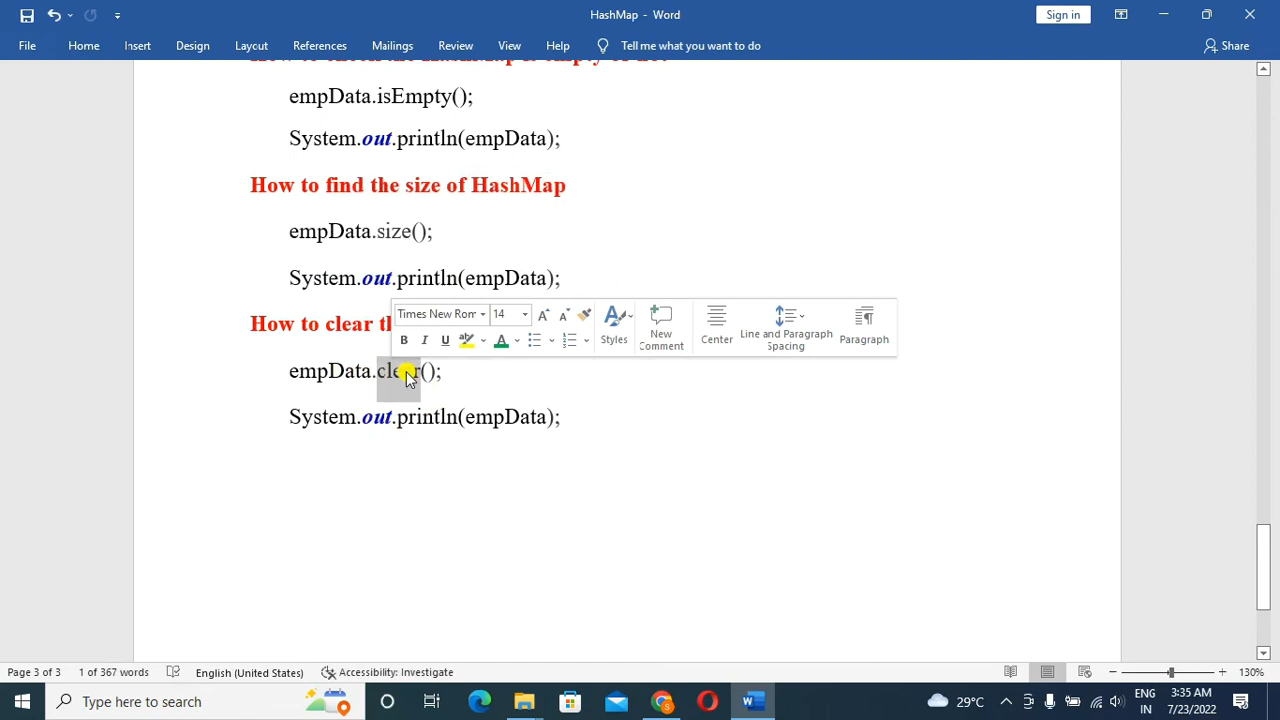 HashMap - Word
Sign in
File Home Insert Design Layout References Mailings Review View Help Tell me what you want to do Share
empData.isEmpty();
System.out.println(empData);
How to find the size of HashMap
empData.size();
System.out.println(empData);
Times New Rom 14
B I U
Styles
New Comment
Center
Line and Paragraph Spacing
Paragraph
How to clear
empData.clear();
System.out.println(empData);
Page 3 of 3 1 of 367 words English (United States) Accessibility: Investigate 130%
Type here to search 29°C ENG IN 3:35 AM 7/23/2022